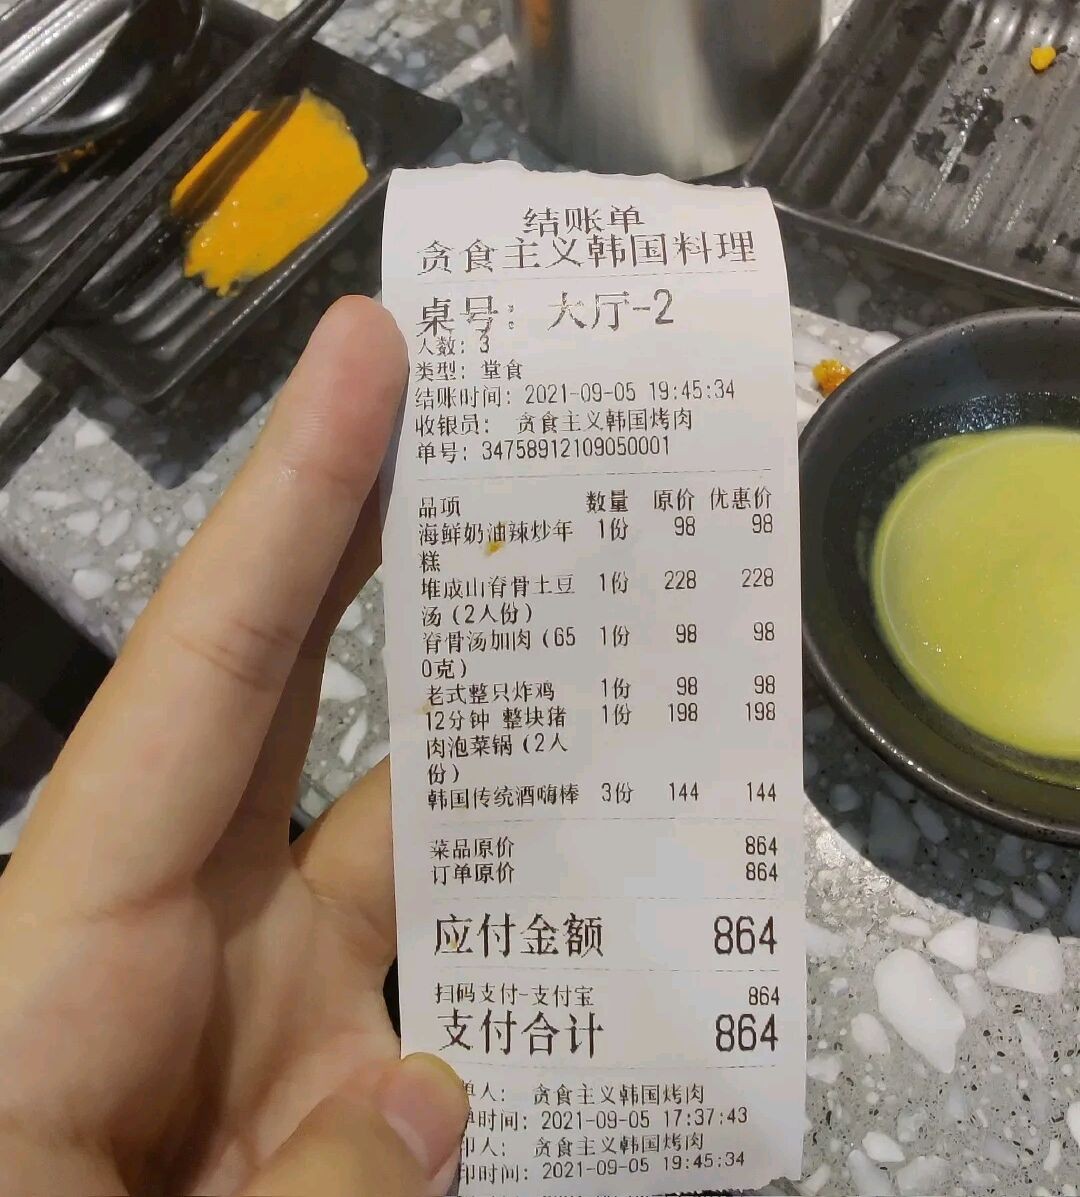 结账单
贪食主义韩国料理
桌号: 大厅-2
人数: 3
类型: 堂食
结账时间: 2021-09-05 19:45:34
收银员: 贪食主义韩国烤肉
单号: 34758912109050001
品项 数量 原价 优惠价
海鲜奶油辣炒年 1份 98 98
糕
堆成山脊骨土豆 1份 228 228
汤(2人份)
脊骨汤加肉(65 1份 98 98
0克)
老式整只炸鸡 1份 98 98
12分钟 整块猪 1份 198 198
肉泡菜锅(2人
份)
韩国传统酒嗨棒 3份 144 144
菜品原价 864
订单原价 864
应付金额 864
扫码支付-支付宝 864
支付合计 864
单人: 贪食主义韩国烤肉
单时间: 2021-09-05 17:37:43
印人: 贪食主义韩国烤肉
印时间: 2021-09-05 19:45:34